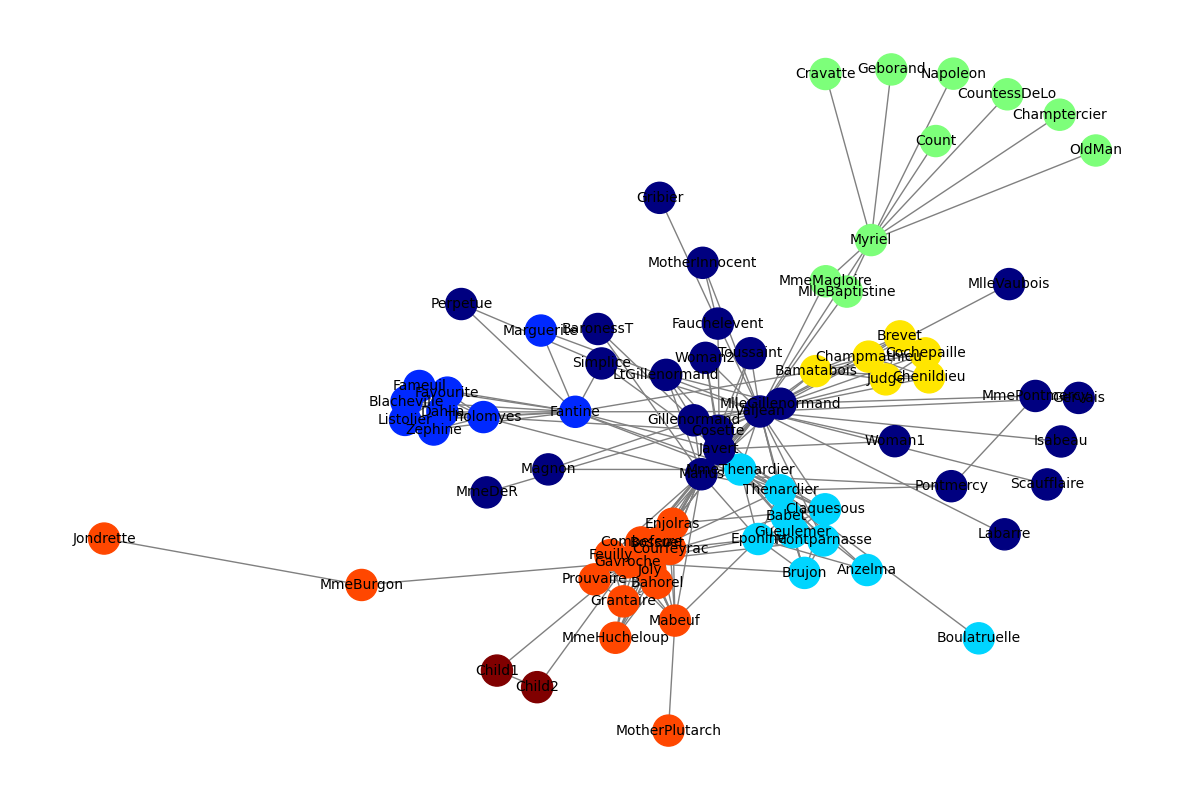 Cravatte
Geborand
Napoleon
CountessDeLo
Champtercier
Count
OldMan
Gribier
Myriel
MotherInnocent
MmeMagloire
MlleBaptistine
MlleVaubois
Perpetue
Marguerite
BaronessT
Fauchelevent
Brevet
Simplice
Woman2
Toussaint
Champmathieu
Cochepaille
LtGillenormand
Bamatabois
Judge
Chenildieu
Fameuil
Favourite
Blacheville
Dahlia
Listolier
Zephine
Tholomyes
Fantine
Gillenormand
MlleGillenormand
Valjean
Cosette
MmePontmercy
Gervais
Javert
Woman1
Isabeau
Magnon
Marius
MmeThenardier
MmeDeR
Thenardier
Pontmercy
Scaufflaire
Claquesous
Babet
Enjolras
Gueulemer
Labarre
Jondrette
Combeferre
Bossuet
Courfeyrac
Eponine
Montparnasse
Feuilly
Gavroche
Joly
MmeBurgon
Prouvaire
Bahorel
Brujon
Anzelma
Grantaire
Mabeuf
MmeHucheloup
Boulatruelle
Child1
Child2
MotherPlutarch